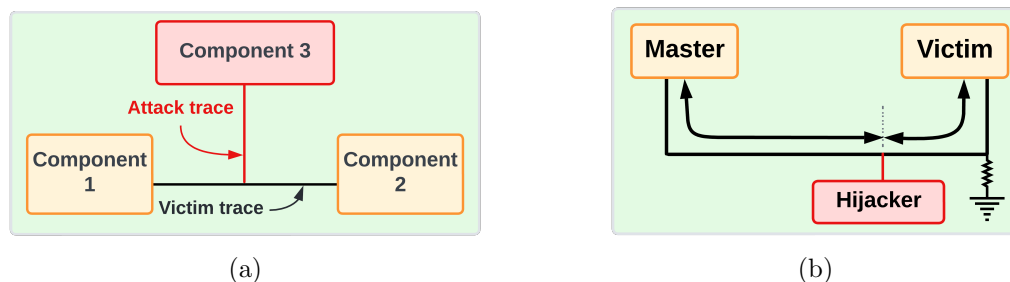 Component 3
Attack trace
Component
1
Component
2
Victim trace
(a)
Master
Victim
Hijacker
(b)